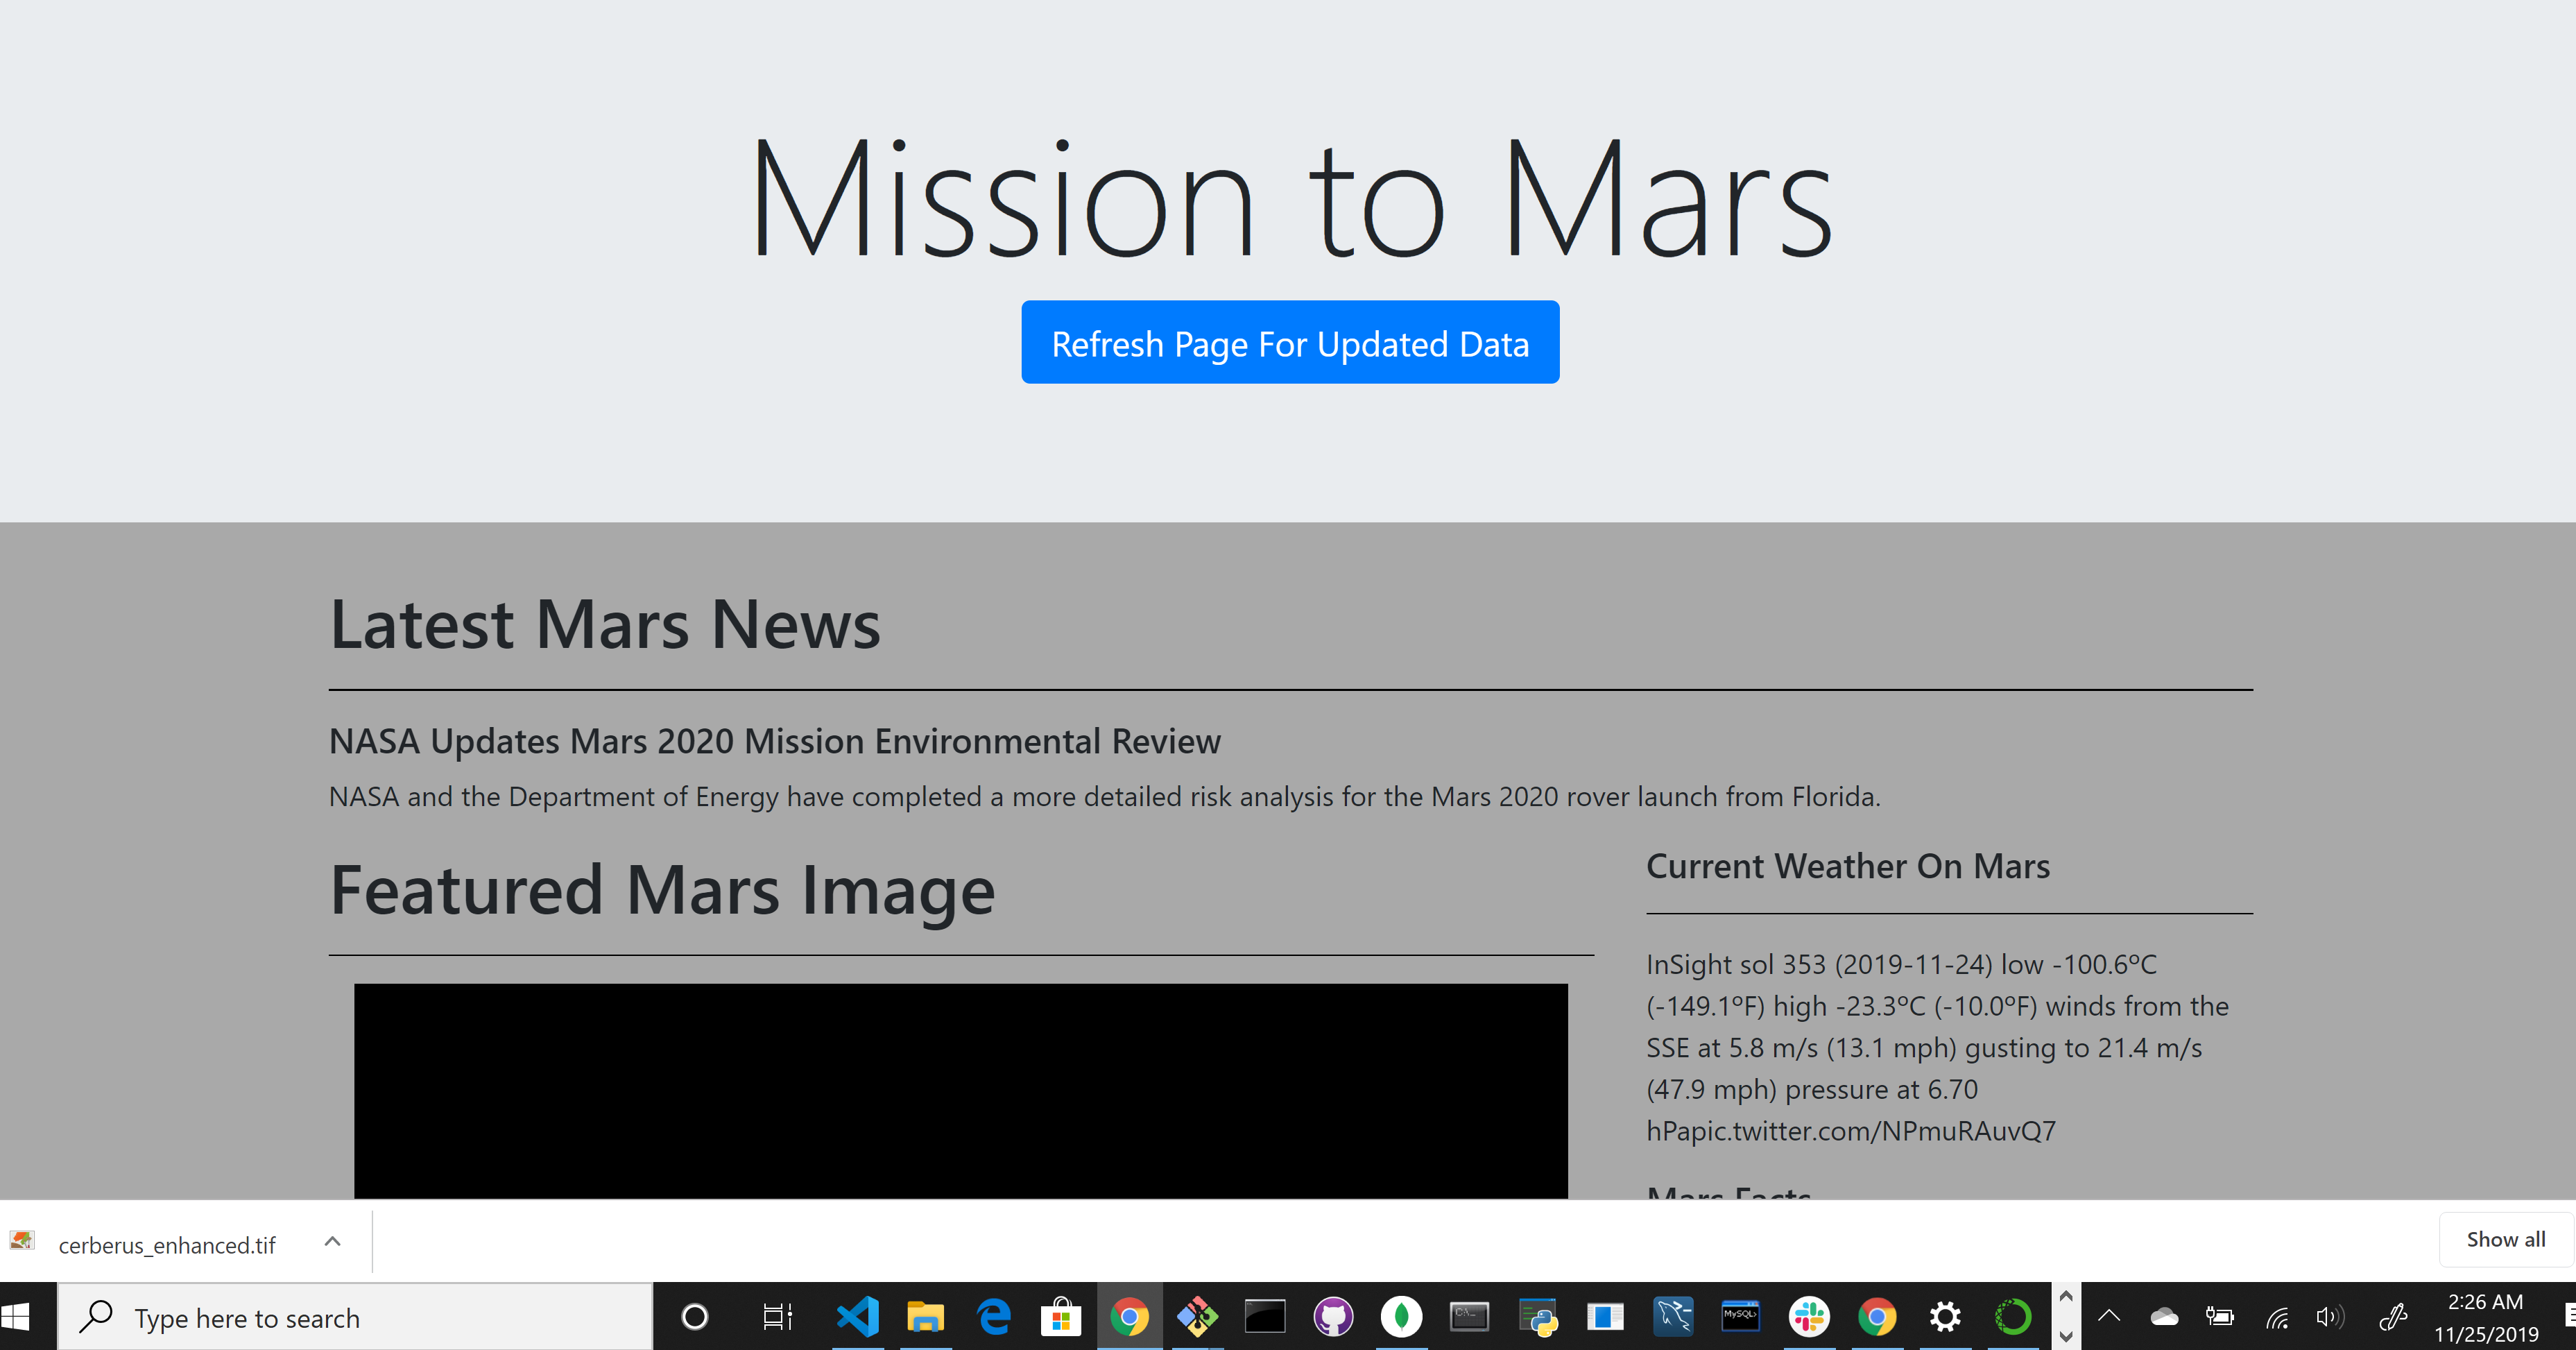 Mission to Mars
Refresh Page For Updated Data
Latest Mars News
NASA Updates Mars 2020 Mission Environmental Review
NASA and the Department of Energy have completed a more detailed risk analysis for the Mars 2020 rover launch from Florida.
Featured Mars Image
Current Weather On Mars
InSight sol 353 (2019-11-24) low -100.6ºC
(-149.1ºF) high -23.3ºC (-10.0ºF) winds from the
SSE at 5.8 m/s (13.1 mph) gusting to 21.4 m/s
(47.9 mph) pressure at 6.70
hPapic.twitter.com/NPmuRAuvQ7
Mars Facts
cerberus_enhanced.tif
Show all
Type here to search
C:\_
MySQL>
2:26 AM
11/25/2019